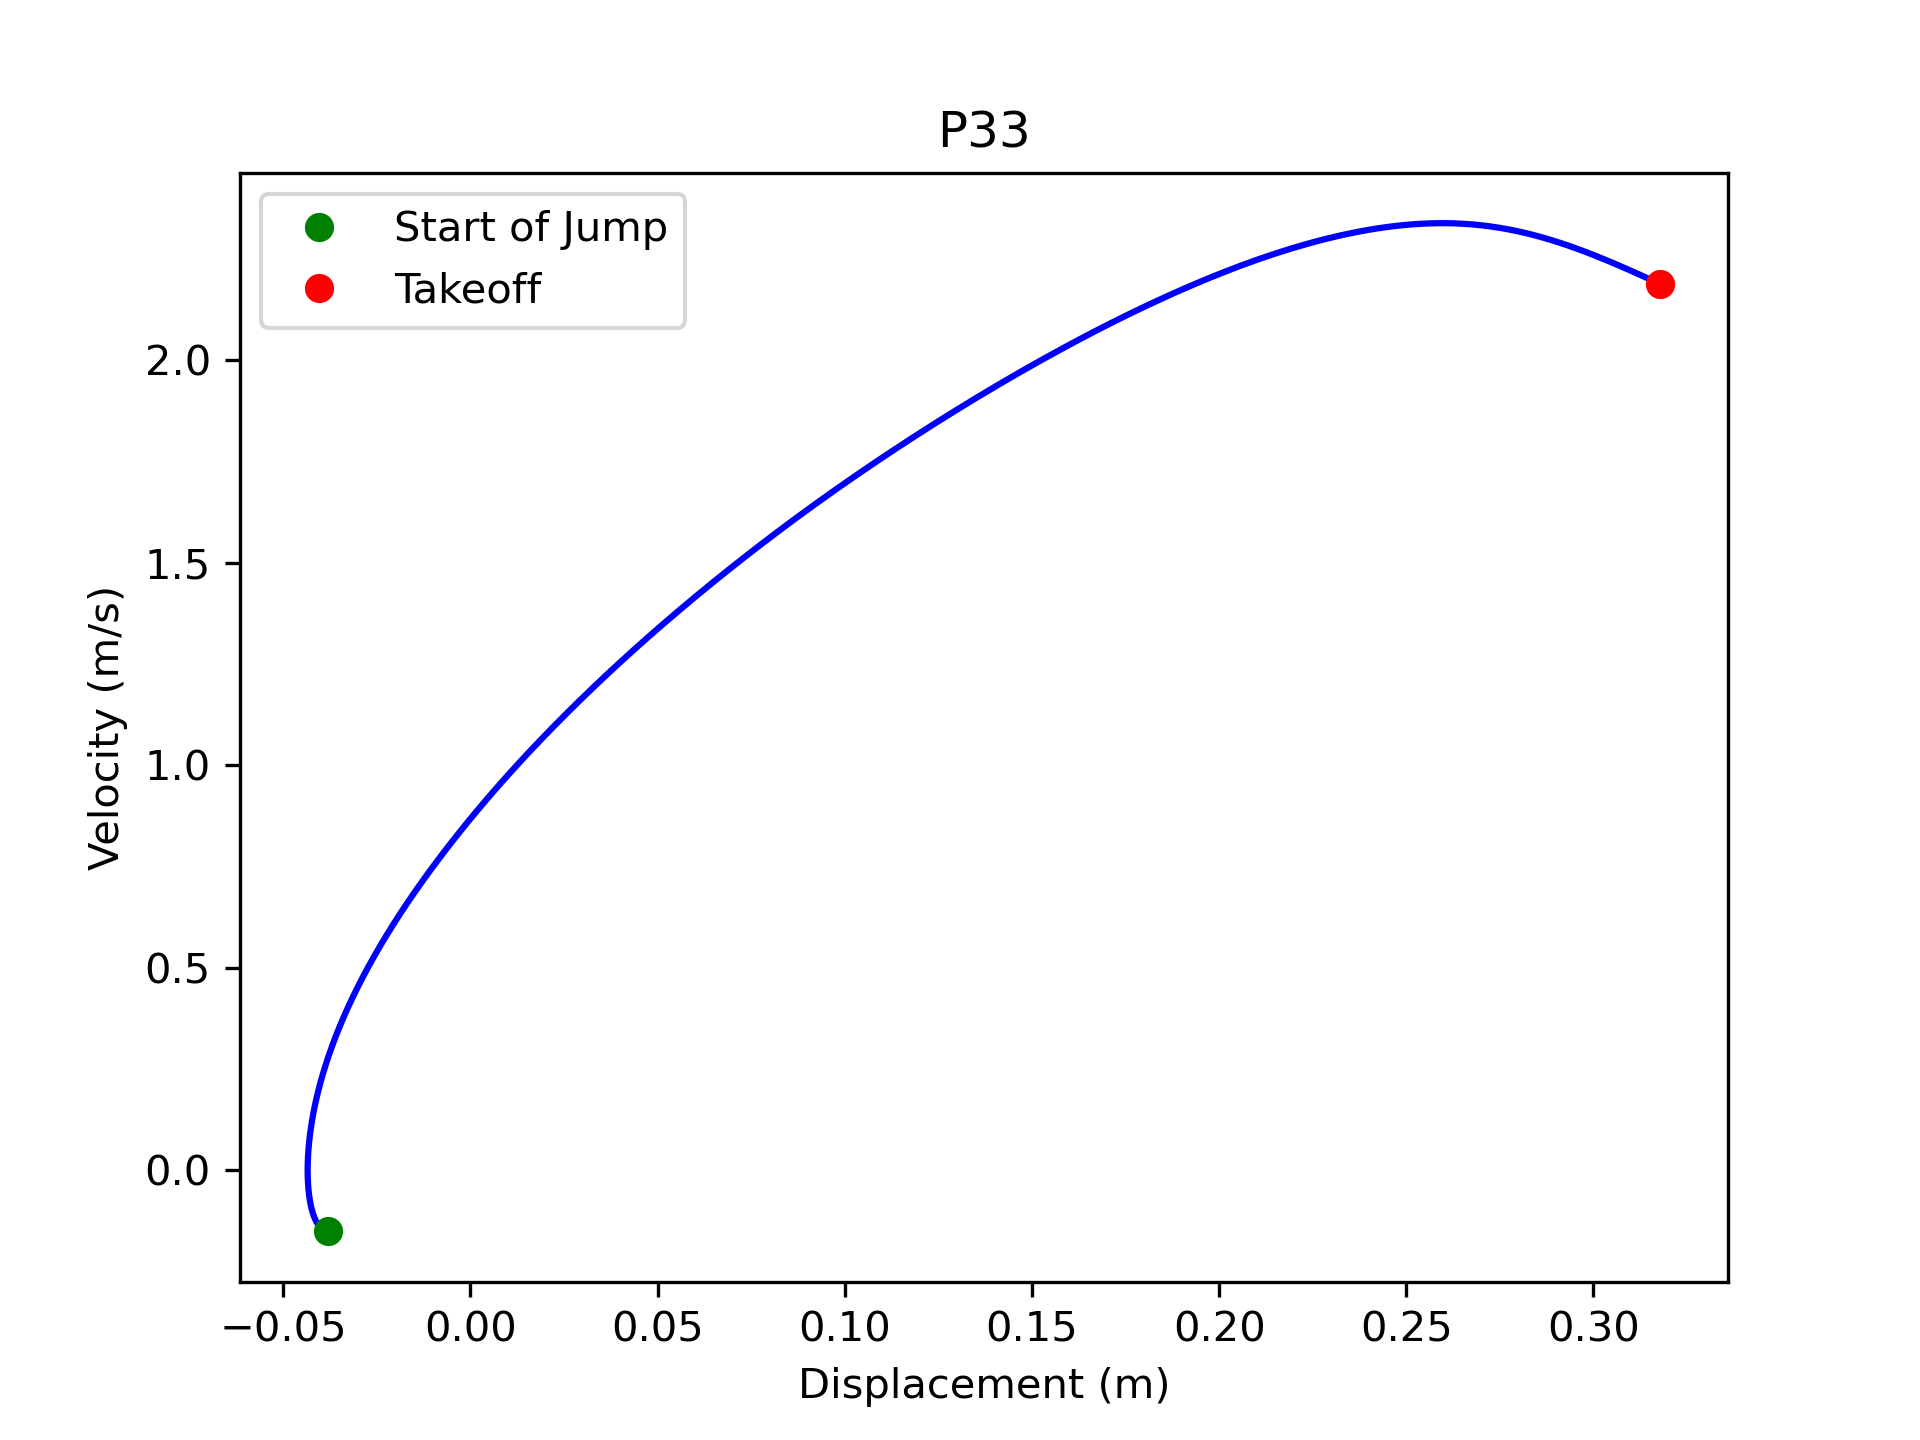 P33
Start of Jump
Takeoff
Velocity (m/s)
2.0
1.5
1.0
0.5
0.0
−0.05 0.00 0.05 0.10 0.15 0.20 0.25 0.30
Displacement (m)